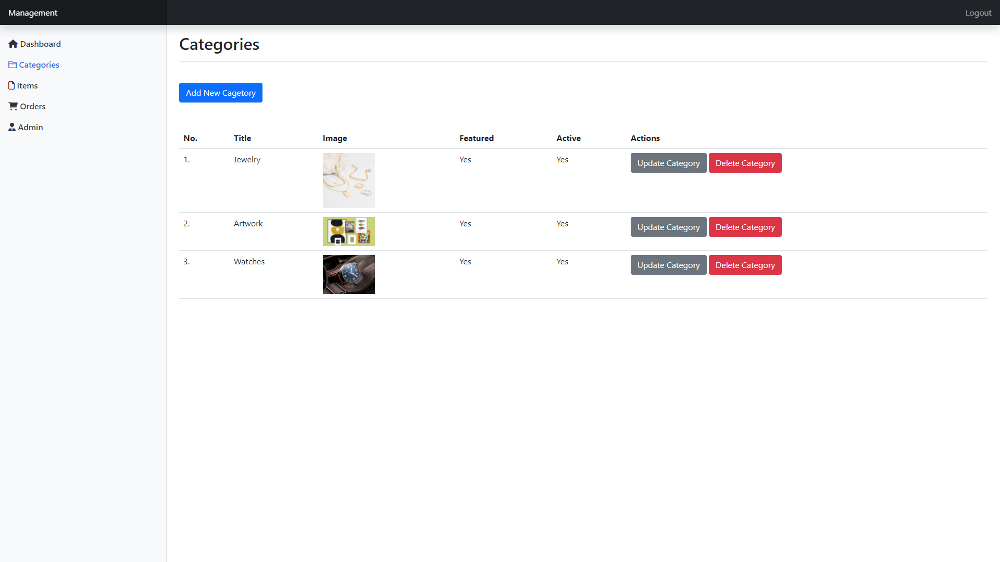 Management
Logout
Dashboard
Categories
Items
Orders
Admin
Categories
Add New Cagetory
No. Title Image Featured Active Actions
1. Jewelry Yes Yes Update Category Delete Category
2. Artwork Yes Yes Update Category Delete Category
3. Watches Yes Yes Update Category Delete Category